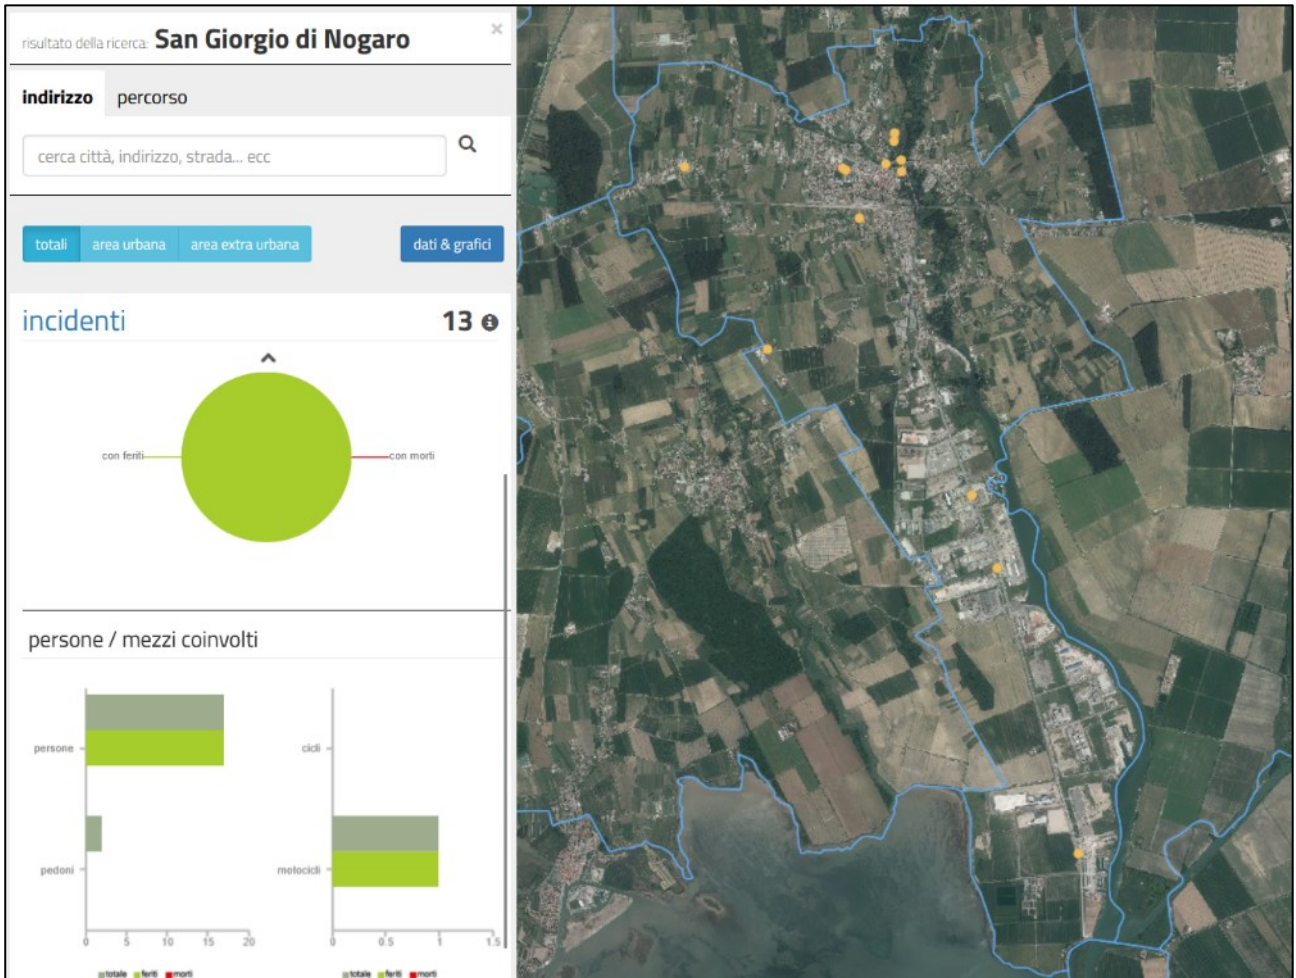 risultato della ricerca: San Giorgio di Nogaro ×
indirizzo percorso
cerca città, indirizzo, strada... ecc
totali area urbana area extra urbana dati & grafici
incidenti 13
con feriti con morti
persone / mezzi coinvolti
persone cicli
pedoni motocicli
0 5 10 15 20 0 0.5 1 1.5
totale feriti morti totale feriti morti